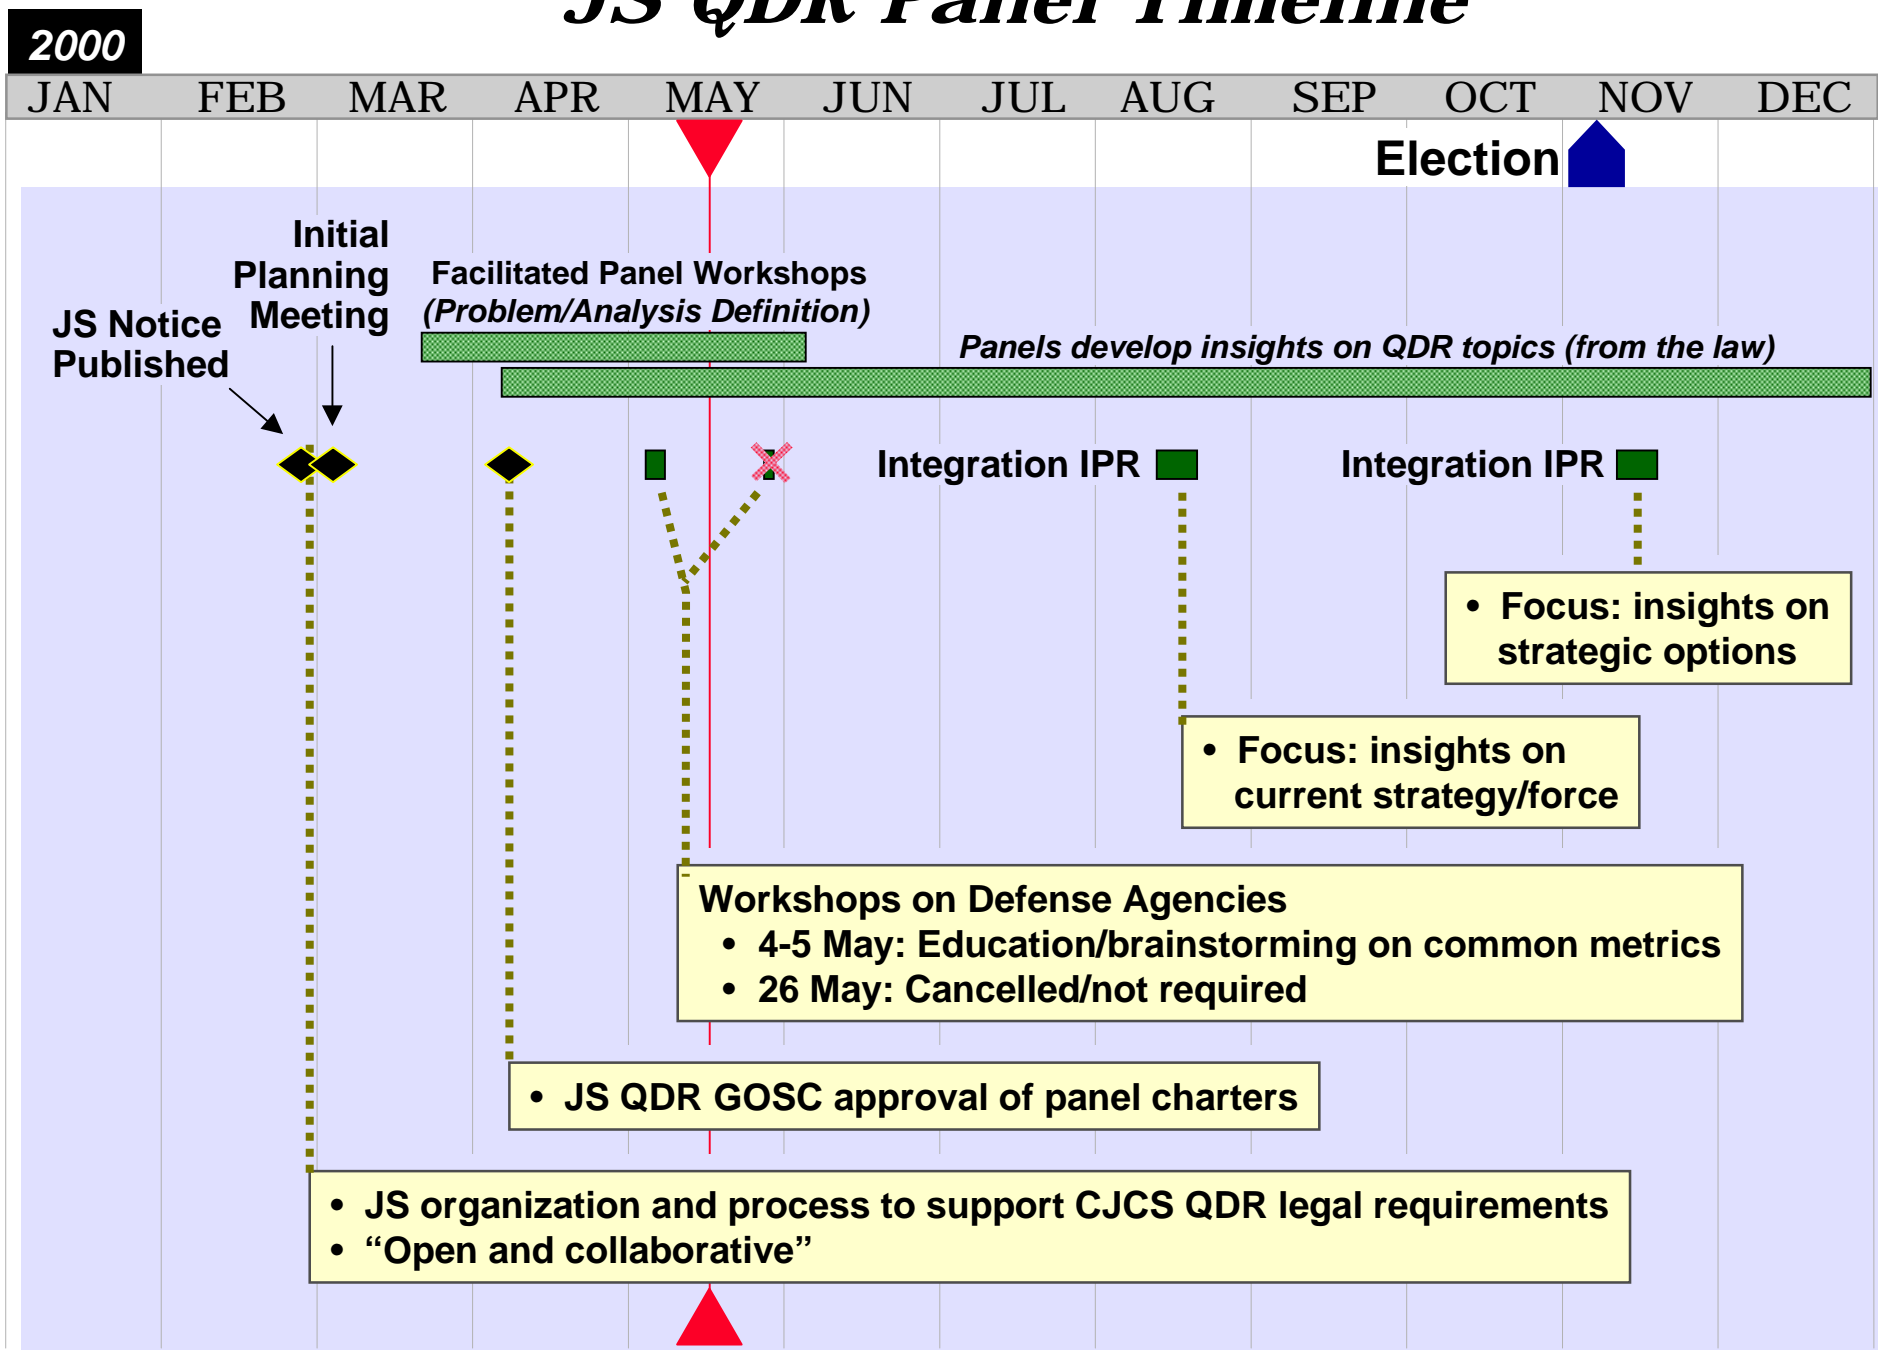 JS QDR Panel Timeline
2000
JAN FEB MAR APR MAY JUN JUL AUG SEP OCT NOV DEC
Election
Initial
Planning
Meeting
JS Notice
Published
Facilitated Panel Workshops
(Problem/Analysis Definition)
Panels develop insights on QDR topics (from the law)
Integration IPR
Integration IPR
• Focus: insights on
strategic options
• Focus: insights on
current strategy/force
Workshops on Defense Agencies
• 4-5 May: Education/brainstorming on common metrics
• 26 May: Cancelled/not required
• JS QDR GOSC approval of panel charters
• JS organization and process to support CJCS QDR legal requirements
• “Open and collaborative”